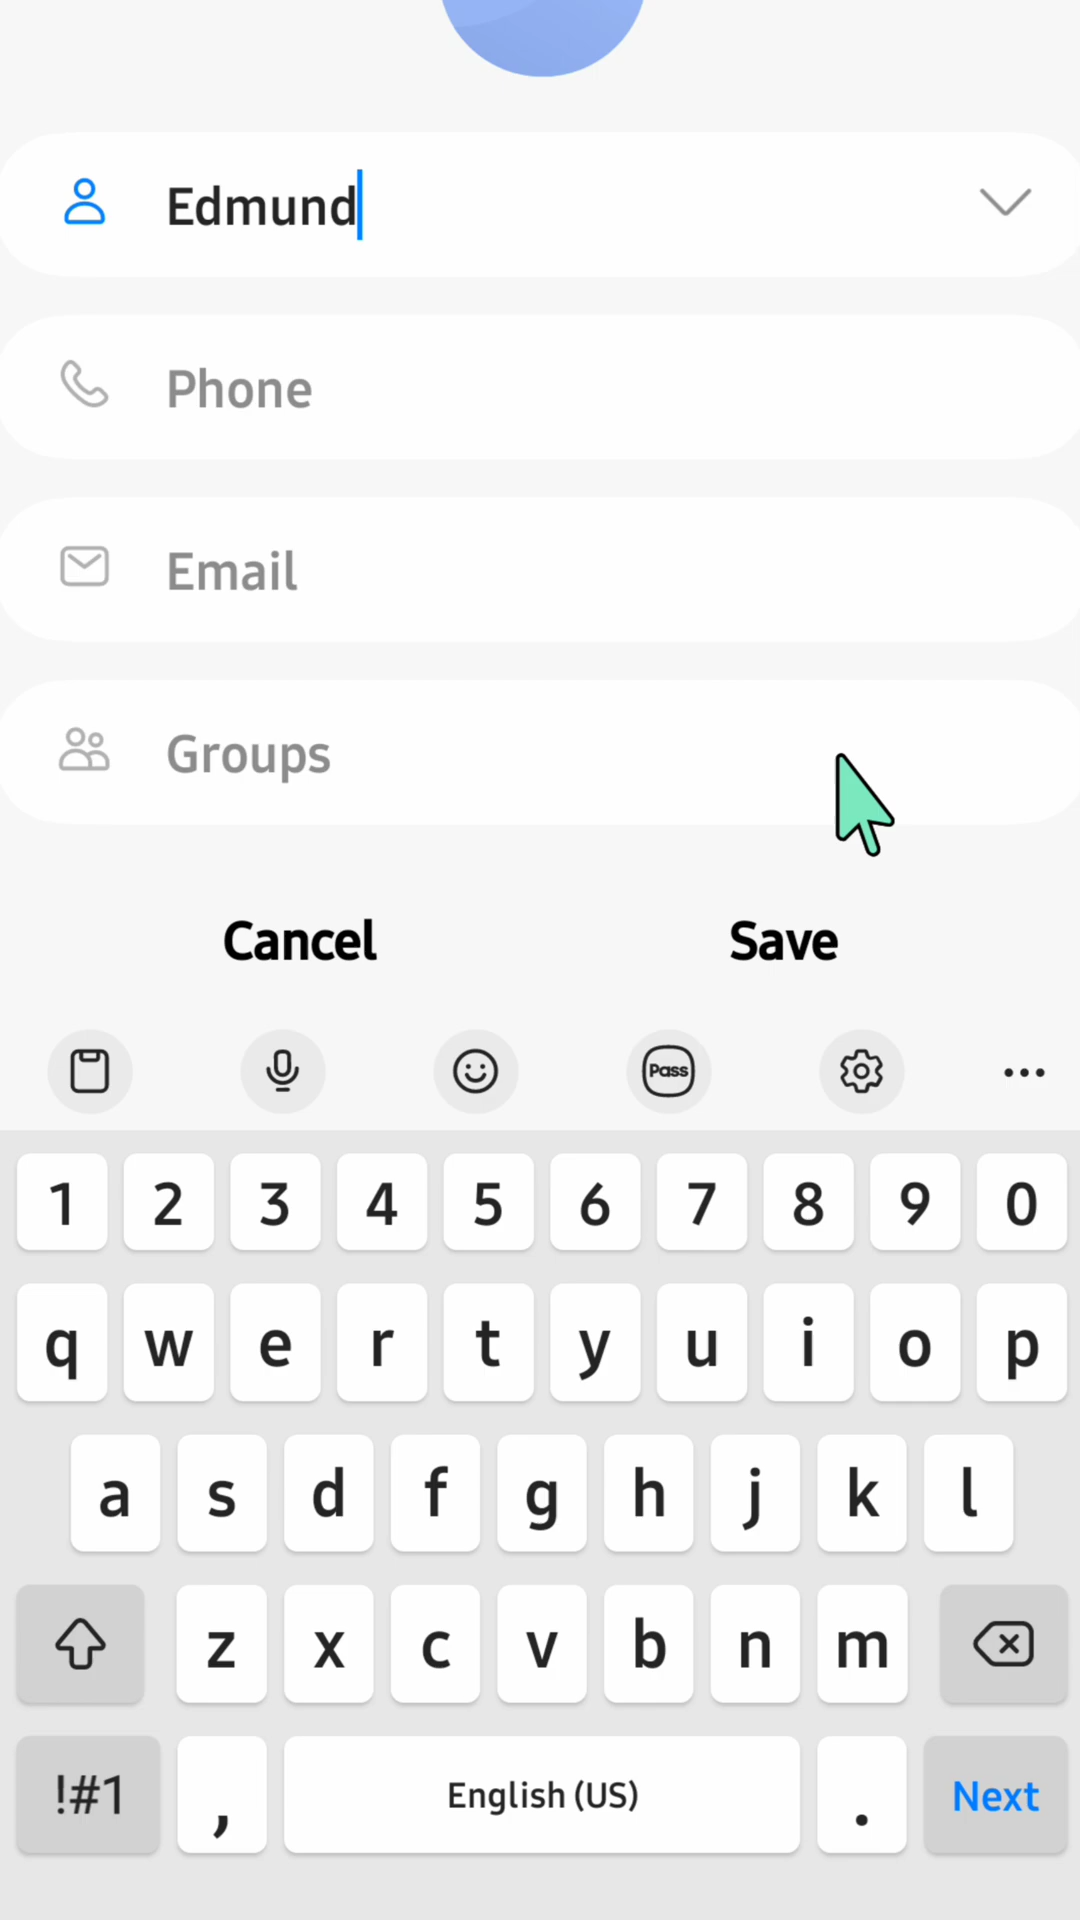 Edmund
Phone
Email
Groups
Cancel Save
Pass
1 2 3 4 5 6 7 8 9 0
q w e r t y u i o p
a s d f g h j k l
z x c v b n m
!#1 , English (US) . Next